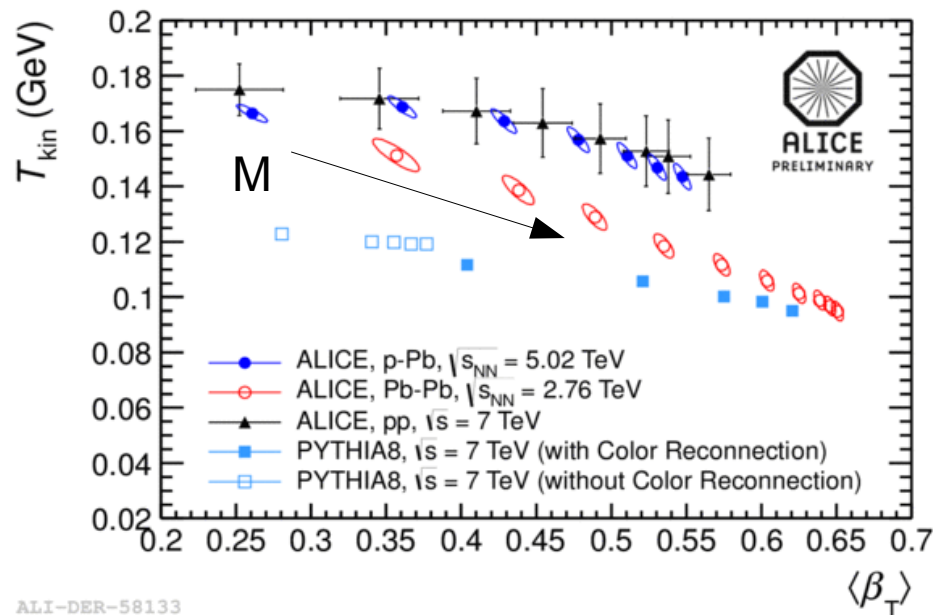 0.2
0.18
0.16
0.14
0.12
0.1
0.08
0.06
0.04
0.02
T_kin (GeV)
M
ALICE
PRELIMINARY
ALICE, p-Pb, √s_NN = 5.02 TeV
ALICE, Pb-Pb, √s_NN = 2.76 TeV
ALICE, pp, √s = 7 TeV
PYTHIA8, √s = 7 TeV (with Color Reconnection)
PYTHIA8, √s = 7 TeV (without Color Reconnection)
0.2 0.25 0.3 0.35 0.4 0.45 0.5 0.55 0.6 0.65 0.7
⟨β_T⟩
ALI-DER-58133